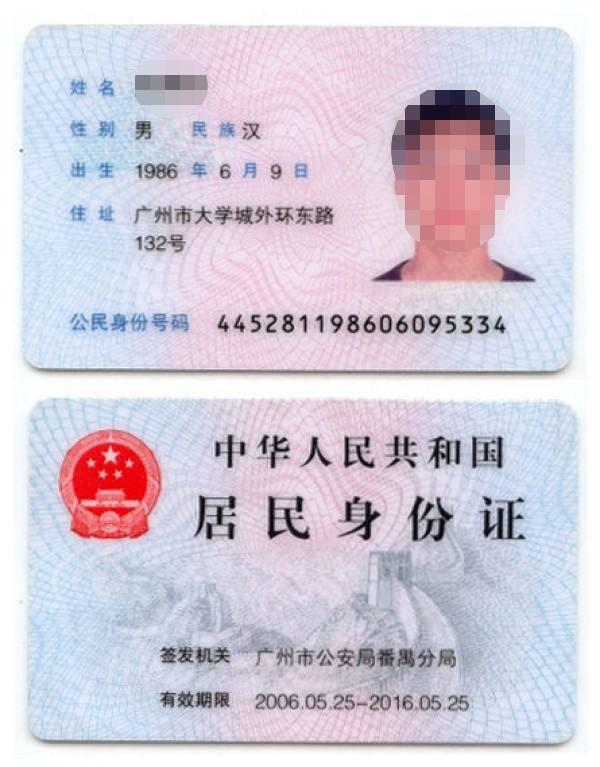 姓名
性别 男 民族 汉
出生 1986 年 6 月 9 日
住址 广州市大学城外环东路
132号
公民身份号码 445281198606095334
中华人民共和国
居民身份证
签发机关 广州市公安局番禺分局
有效期限 2006.05.25-2016.05.25